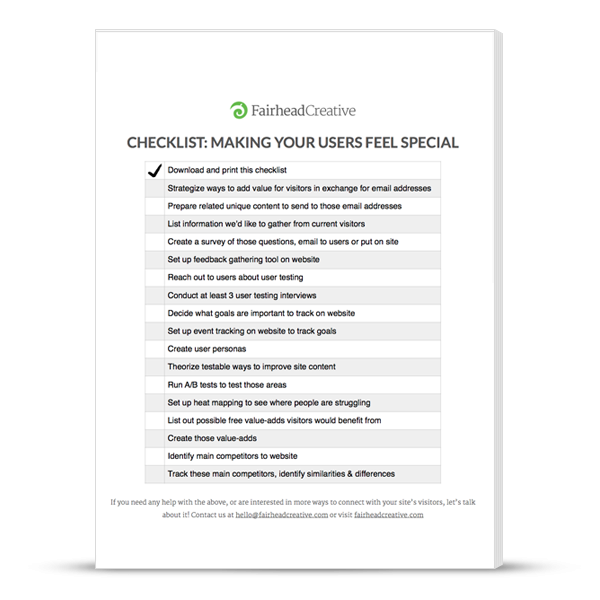 FairheadCreative
CHECKLIST: MAKING YOUR USERS FEEL SPECIAL
Download and print this checklist
Strategize ways to add value for visitors in exchange for email addresses
Prepare related unique content to send to those email addresses
List information we'd like to gather from current visitors
Create a survey of those questions, email to users or put on site
Set up feedback gathering tool on website
Reach out to users about user testing
Conduct at least 3 user testing interviews
Decide what goals are important to track on website
Set up event tracking on website to track goals
Create user personas
Theorize testable ways to improve site content
Run A/B tests to test those areas
Set up heat mapping to see where people are struggling
List out possible free value-adds visitors would benefit from
Create those value-adds
Identify main competitors to website
Track these main competitors, identify similarities & differences
If you need any help with the above, or are interested in more ways to connect with your site's visitors, let's talk
about it! Contact us at hello@fairheadcreative.com or visit fairheadcreative.com